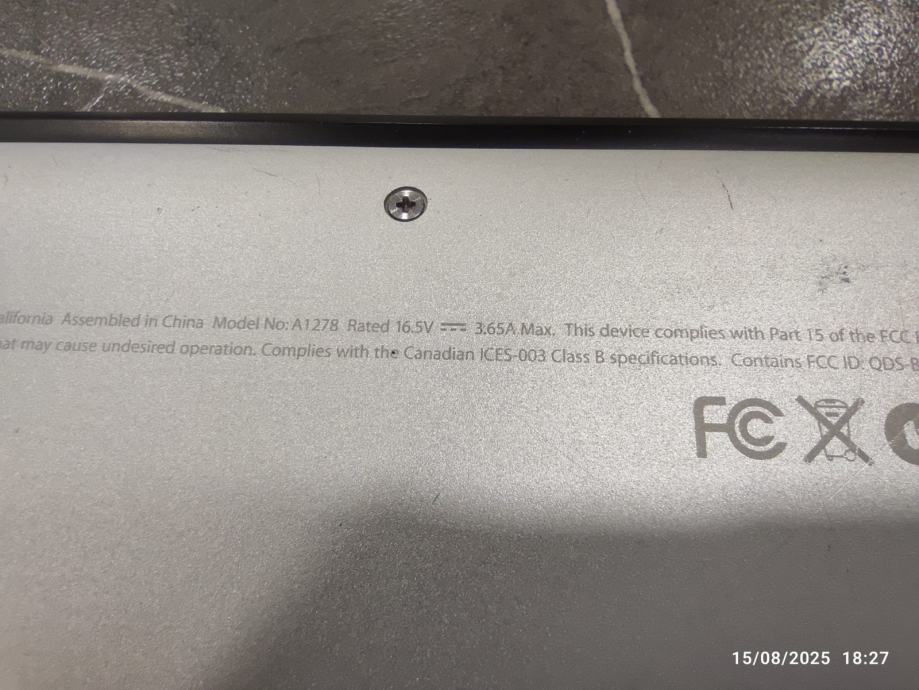 alifornia Assembled in China Model No: A1278 Rated 16.5V ⎓ 3.65A Max. This device complies with Part 15 of the FCC
at may cause undesired operation. Complies with the Canadian ICES-003 Class B specifications. Contains FCC ID: QDS-B
FC
15/08/2025 18:27